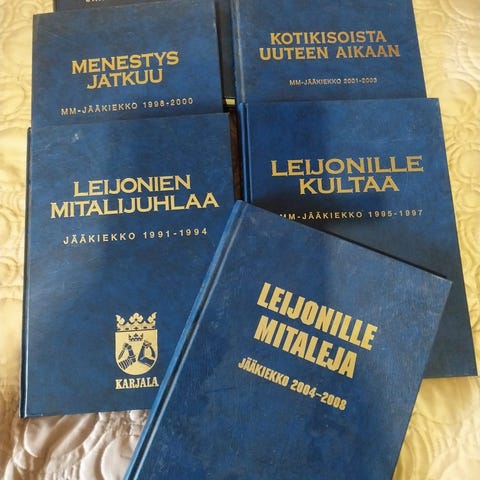 MENESTYS
JATKUU
MM-JÄÄKIEKKO 1998-2000
KOTIKISOISTA
UUTEEN AIKAAN
MM-JÄÄKIEKKO 2001-2003
LEIJONIEN
MITALIJUHLAA
JÄÄKIEKKO 1991-1994
KARJALA
LEIJONILLE
KULTAA
MM-JÄÄKIEKKO 1995-1997
LEIJONILLE
MITALEJA
JÄÄKIEKKO 2004-2008